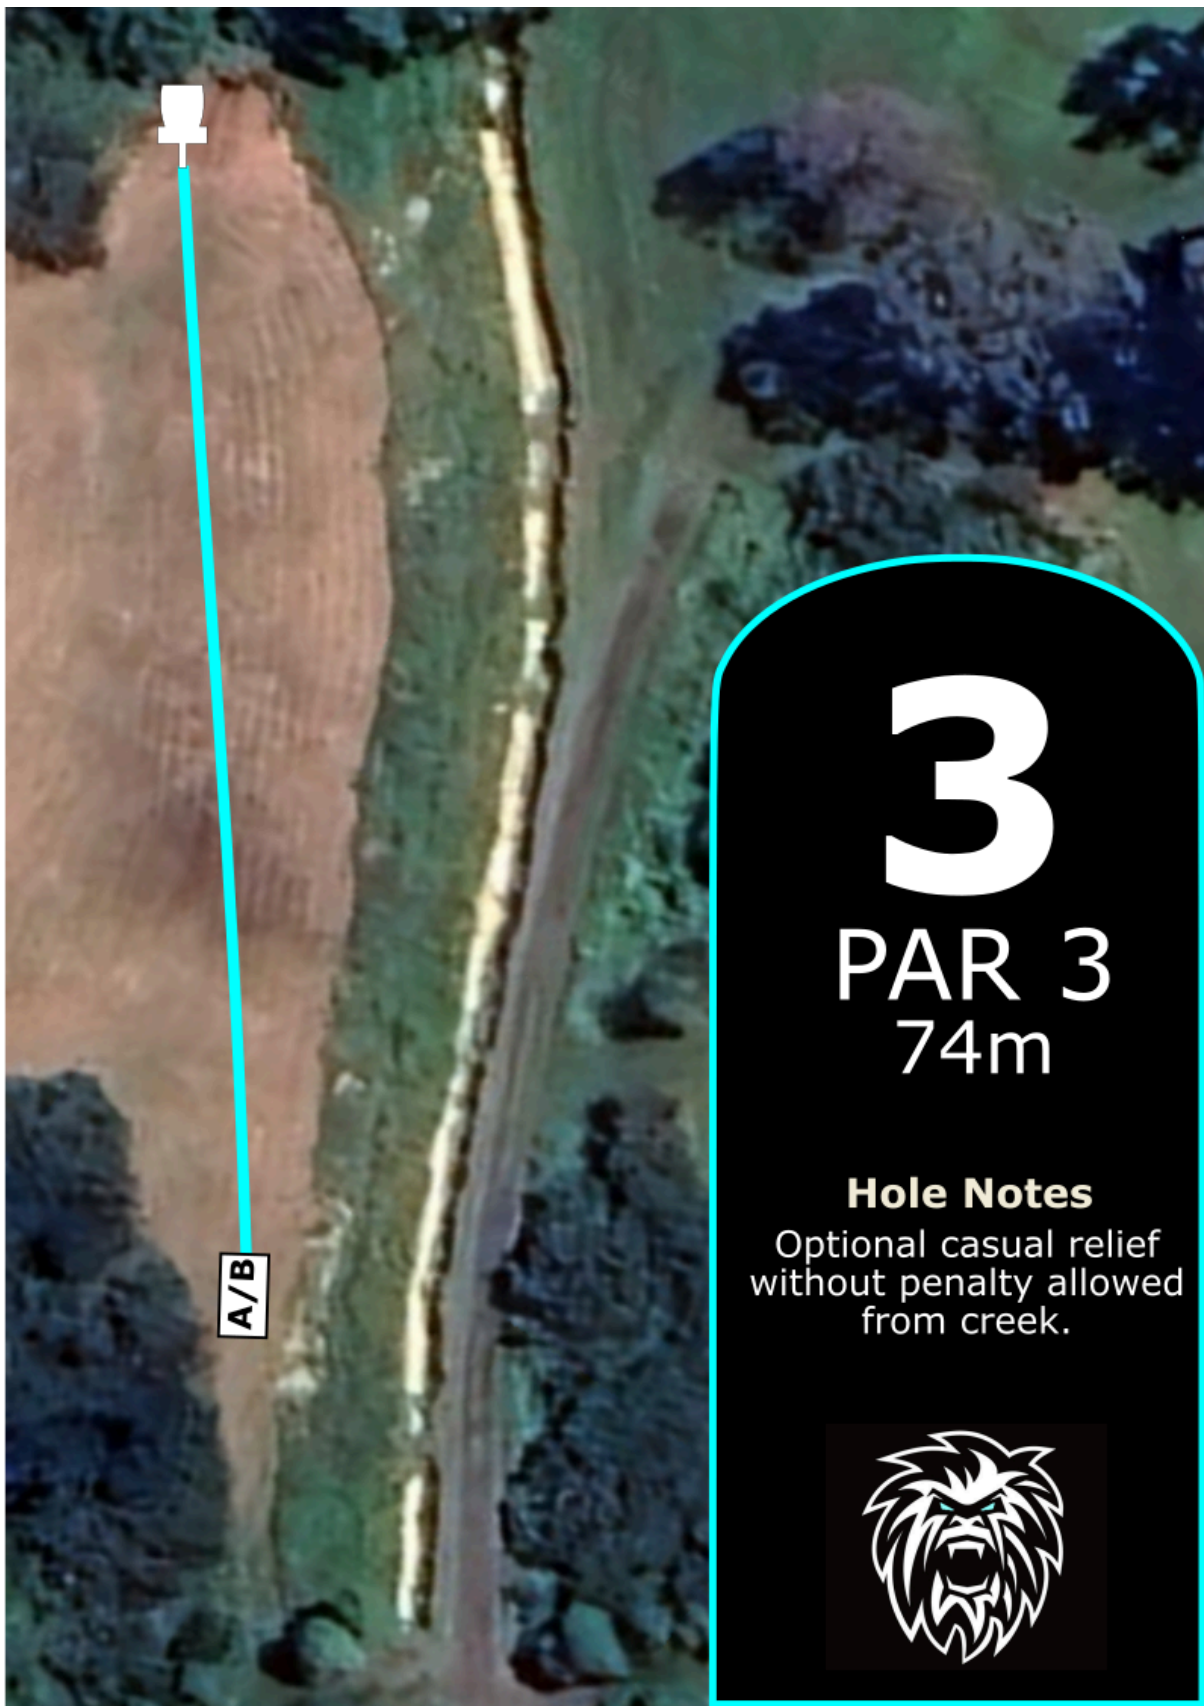 A/B
3
PAR 3
74m
Hole Notes
Optional casual relief
without penalty allowed
from creek.